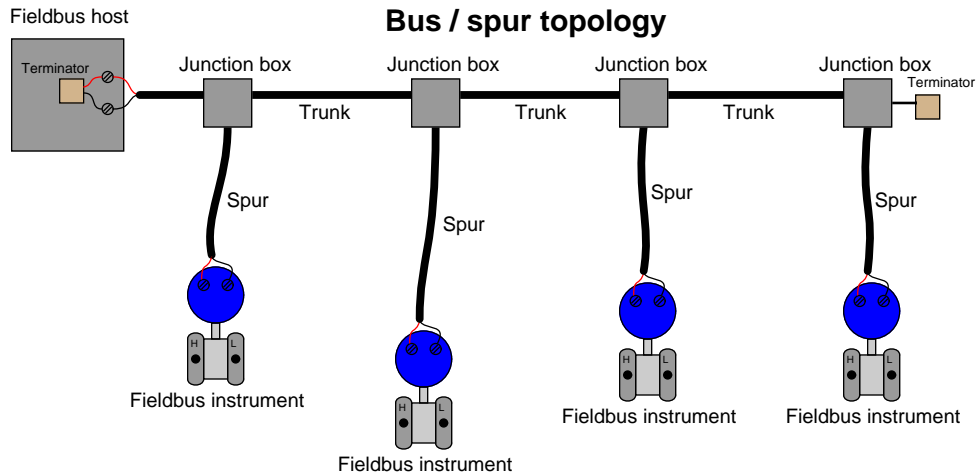 Bus / spur topology
Fieldbus host
Terminator
Junction box
Junction box
Junction box
Junction box
Terminator
Trunk
Trunk
Trunk
Spur
Spur
Spur
Spur
H L
Fieldbus instrument
H L
Fieldbus instrument
H L
Fieldbus instrument
H L
Fieldbus instrument